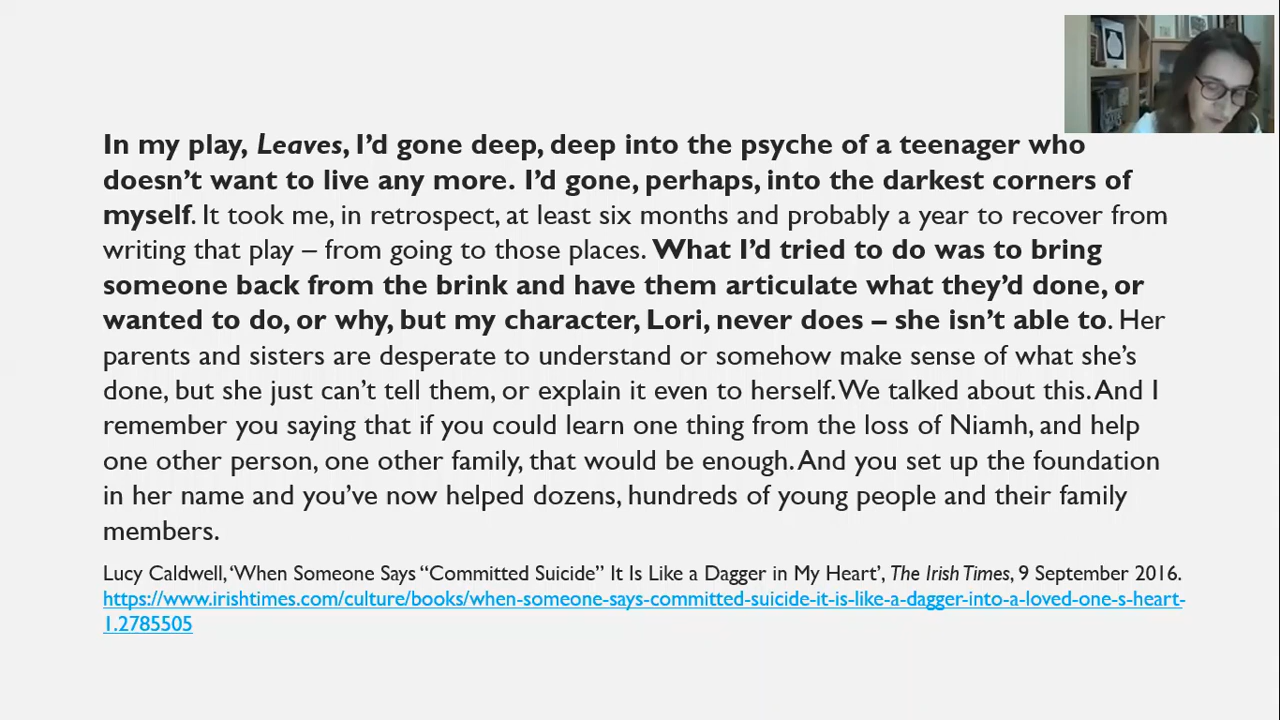 In my play, Leaves, I’d gone deep, deep into the psyche of a teenager who
doesn’t want to live any more. I’d gone, perhaps, into the darkest corners of
myself. It took me, in retrospect, at least six months and probably a year to recover from
writing that play – from going to those places. What I’d tried to do was to bring
someone back from the brink and have them articulate what they’d done, or
wanted to do, or why, but my character, Lori, never does – she isn’t able to. Her
parents and sisters are desperate to understand or somehow make sense of what she’s
done, but she just can’t tell them, or explain it even to herself. We talked about this. And I
remember you saying that if you could learn one thing from the loss of Niamh, and help
one other person, one other family, that would be enough. And you set up the foundation
in her name and you’ve now helped dozens, hundreds of young people and their family
members.
Lucy Caldwell, ‘When Someone Says “Committed Suicide” It Is Like a Dagger in My Heart’, The Irish Times, 9 September 2016.
https://www.irishtimes.com/culture/books/when-someone-says-committed-suicide-it-is-like-a-dagger-into-a-loved-one-s-heart-
1.2785505